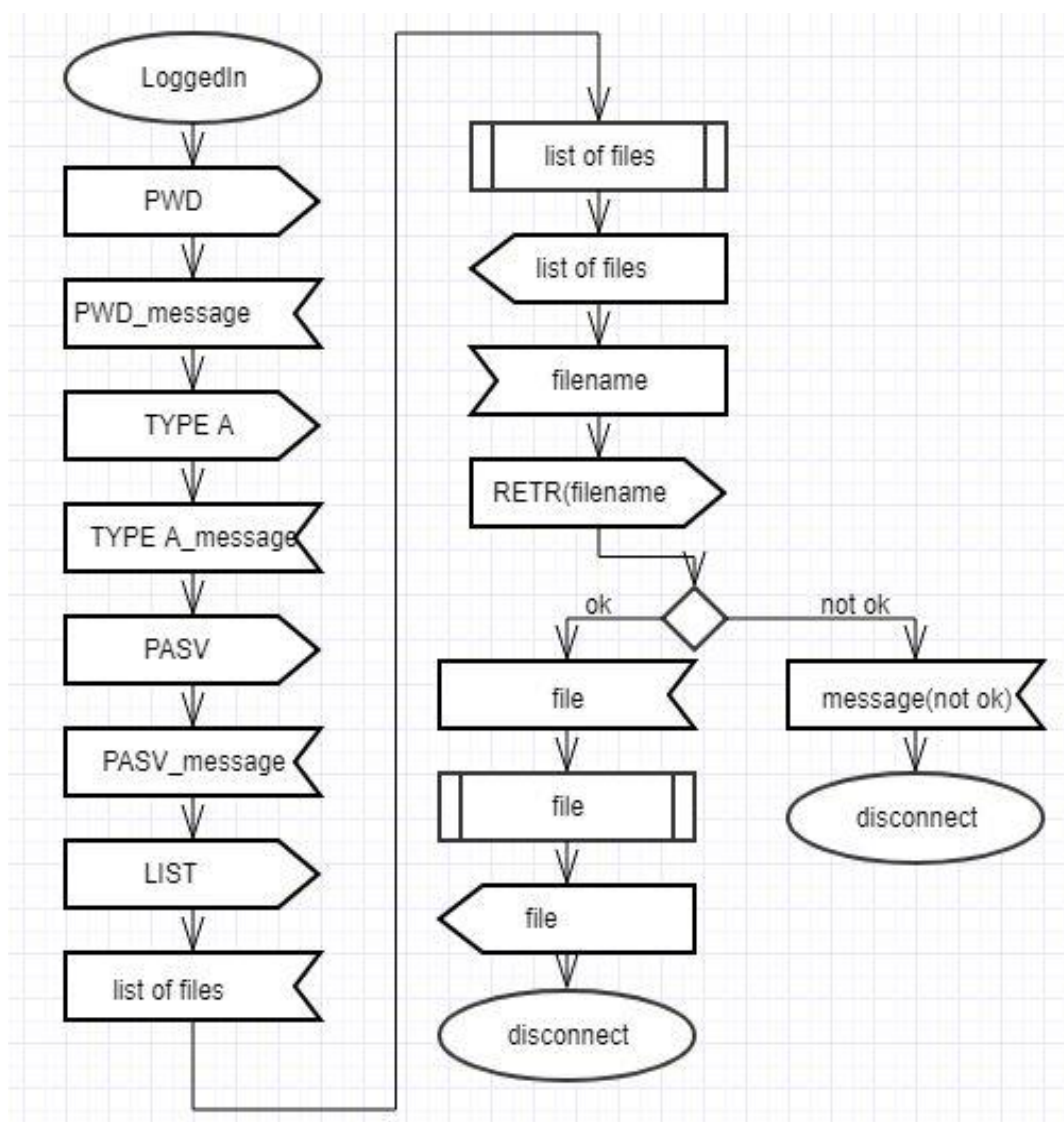 LoggedIn
PWD
PWD_message
TYPE A
TYPE A_message
PASV
PASV_message
LIST
list of files
list of files
list of files
filename
RETR(filename
ok
not ok
file
message(not ok)
file
disconnect
file
disconnect